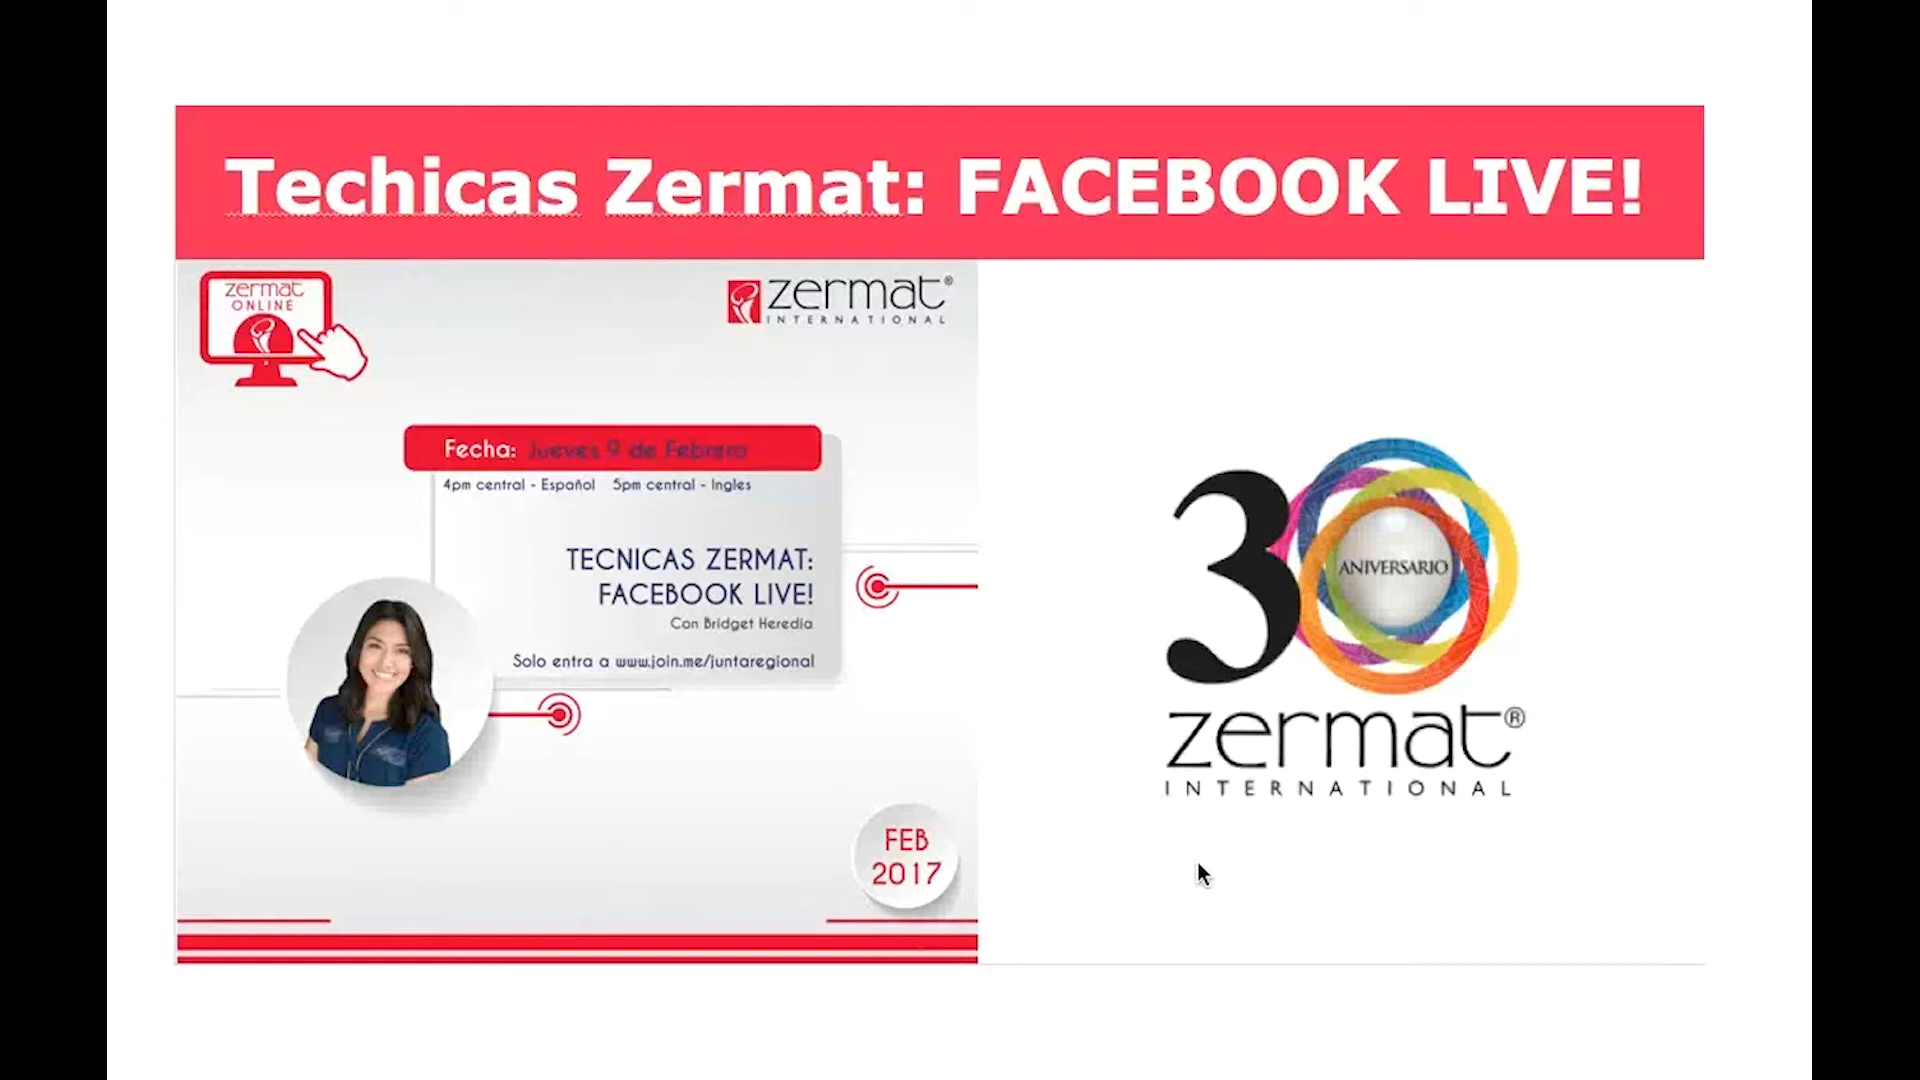 Techicas Zermat: FACEBOOK LIVE!
zermat
ONLINE
zermat®
INTERNATIONAL
Fecha: Jueves 9 de Febrero
4pm central - Español 5pm central - Ingles
TECNICAS ZERMAT:
FACEBOOK LIVE!
Con Bridget Heredia
Solo entra a www.join.me/juntaregional
FEB
2017
30
ANIVERSARIO
zermat®
INTERNATIONAL